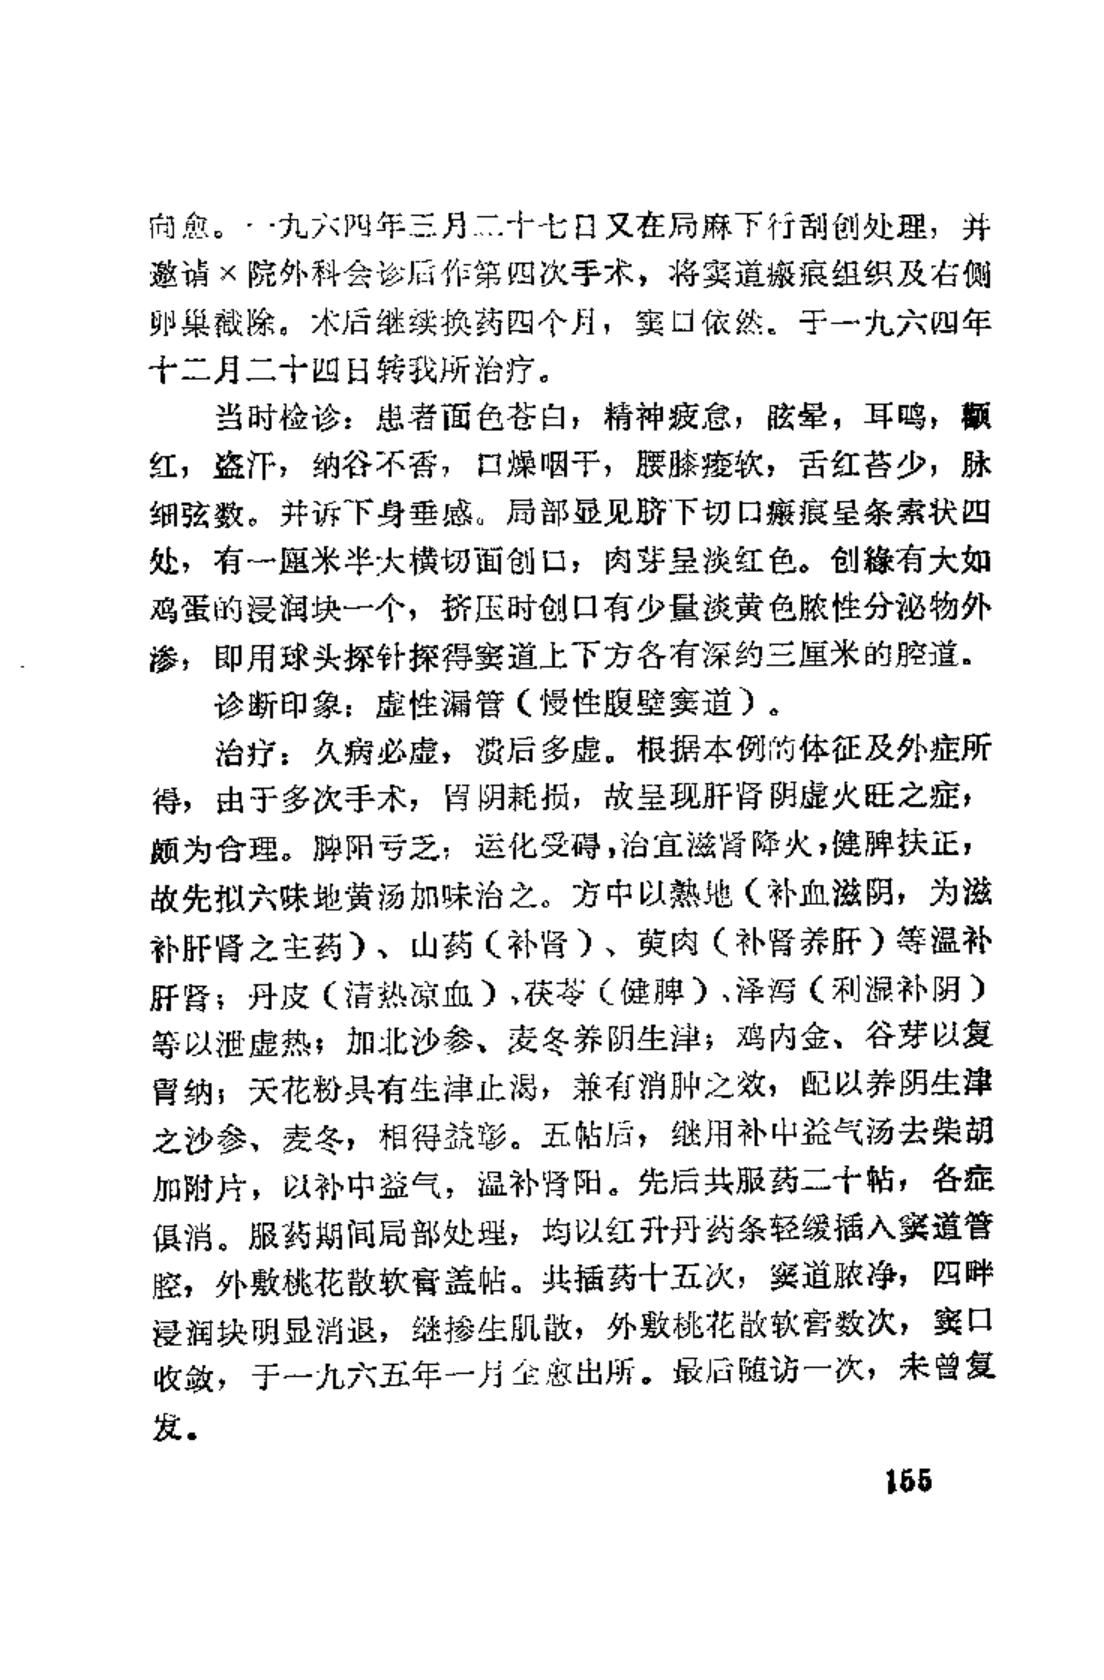 向愈。一九六四年三月二十七日又在局麻下行刮创处理，并
邀请×院外科会诊后作第四次手术，将窦道瘢痕组织及右侧
卵巢截除。术后继续换药四个月，窦口依然。于一九六四年
十二月二十四日转我所治疗。
当时检诊：患者面色苍白，精神疲怠，眩晕，耳鸣，颧
红，盗汗，纳谷不香，口燥咽干，腰膝痠软，舌红苔少，脉
细弦数。并诉下身垂感。局部显见脐下切口瘢痕呈条索状四
处，有一厘米半大横切面创口，肉芽呈淡红色。创缘有大如
鸡蛋的浸润块一个，挤压时创口有少量淡黄色脓性分泌物外
渗，即用球头探针探得窦道上下方各有深约三厘米的腔道。
诊断印象：虚性漏管（慢性腹壁窦道）。
治疗：久病必虚，溃后多虚。根据本例的体征及外症所
得，由于多次手术，胃阴耗损，故呈现肝肾阴虚火旺之症，
颇为合理。脾阳亏乏，运化受碍，治宜滋肾降火，健脾扶正，
故先拟六味地黄汤加味治之。方中以熟地（补血滋阴，为滋
补肝肾之主药）、山药（补肾）、萸肉（补肾养肝）等温补
肝肾；丹皮（清热凉血）、茯苓（健脾）、泽泻（利湿补阴）
等以泄虚热；加北沙参、麦冬养阴生津；鸡内金、谷芽以复
胃纳；天花粉具有生津止渴，兼有消肿之效，配以养阴生津
之沙参、麦冬，相得益彰。五帖后，继用补中益气汤去柴胡
加附片，以补中益气，温补肾阳。先后共服药二十帖，各症
俱消。服药期间局部处理，均以红升丹药条轻缓插入窦道管
腔，外敷桃花散软膏盖帖。共插药十五次，窦道脓净，四畔
浸润块明显消退，继掺生肌散，外敷桃花散软膏数次，窦口
收敛，于一九六五年一月全愈出所。最后随访一次，未曾复
发。
155